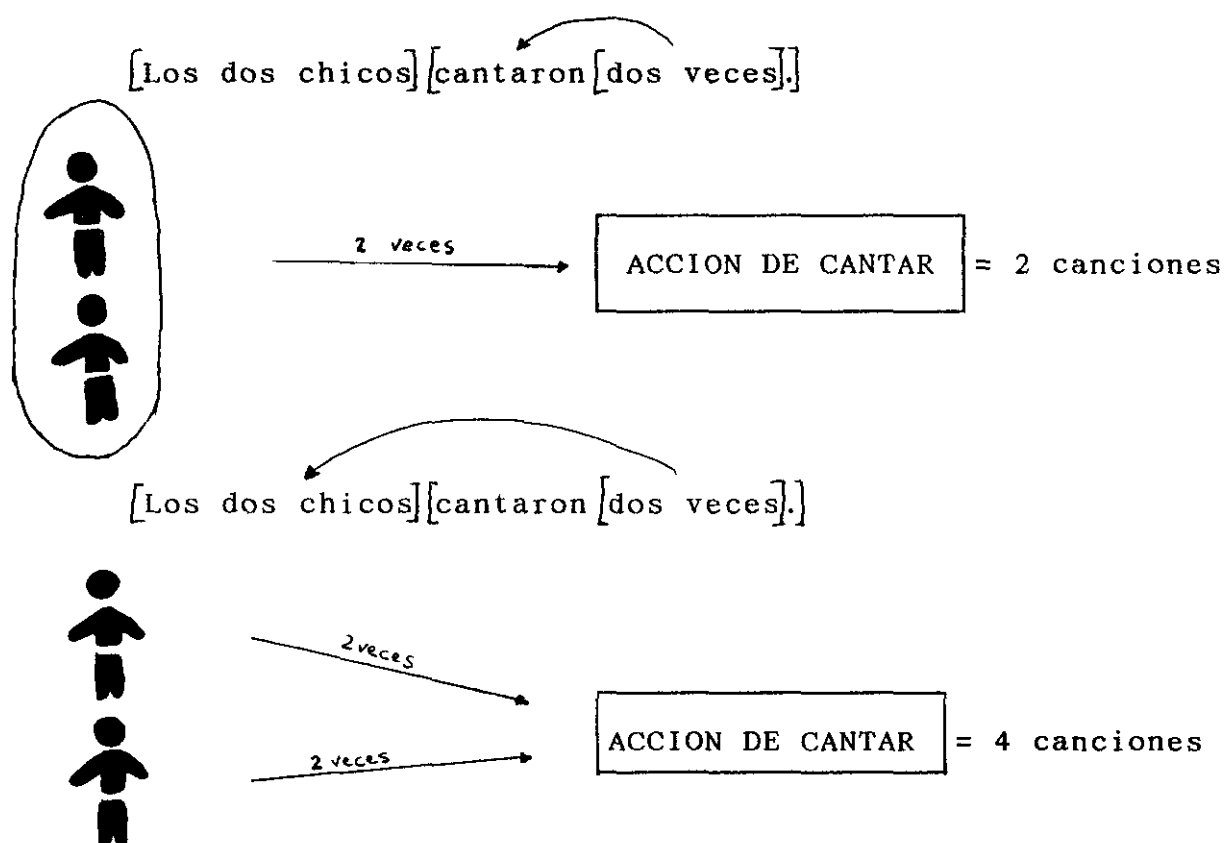 [Los dos chicos][cantaron[dos veces].]
2 veces
ACCION DE CANTAR = 2 canciones
[Los dos chicos][cantaron[dos veces].]
2 veces
ACCION DE CANTAR = 4 canciones
2 veces